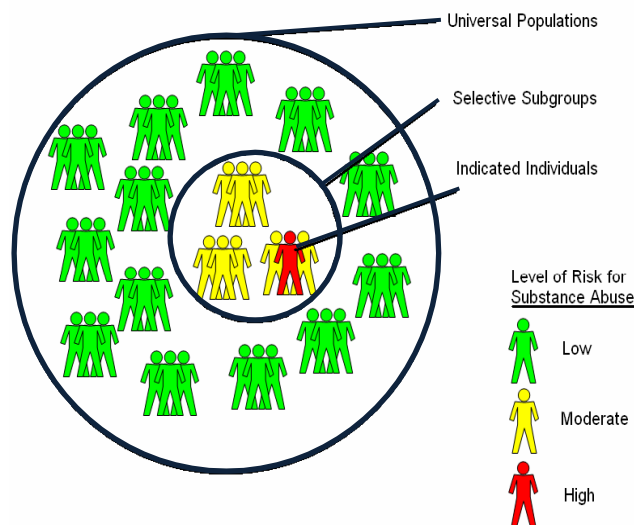 Universal Populations
Selective Subgroups
Indicated Individuals
Level of Risk for
Substance Abuse
Low
Moderate
High